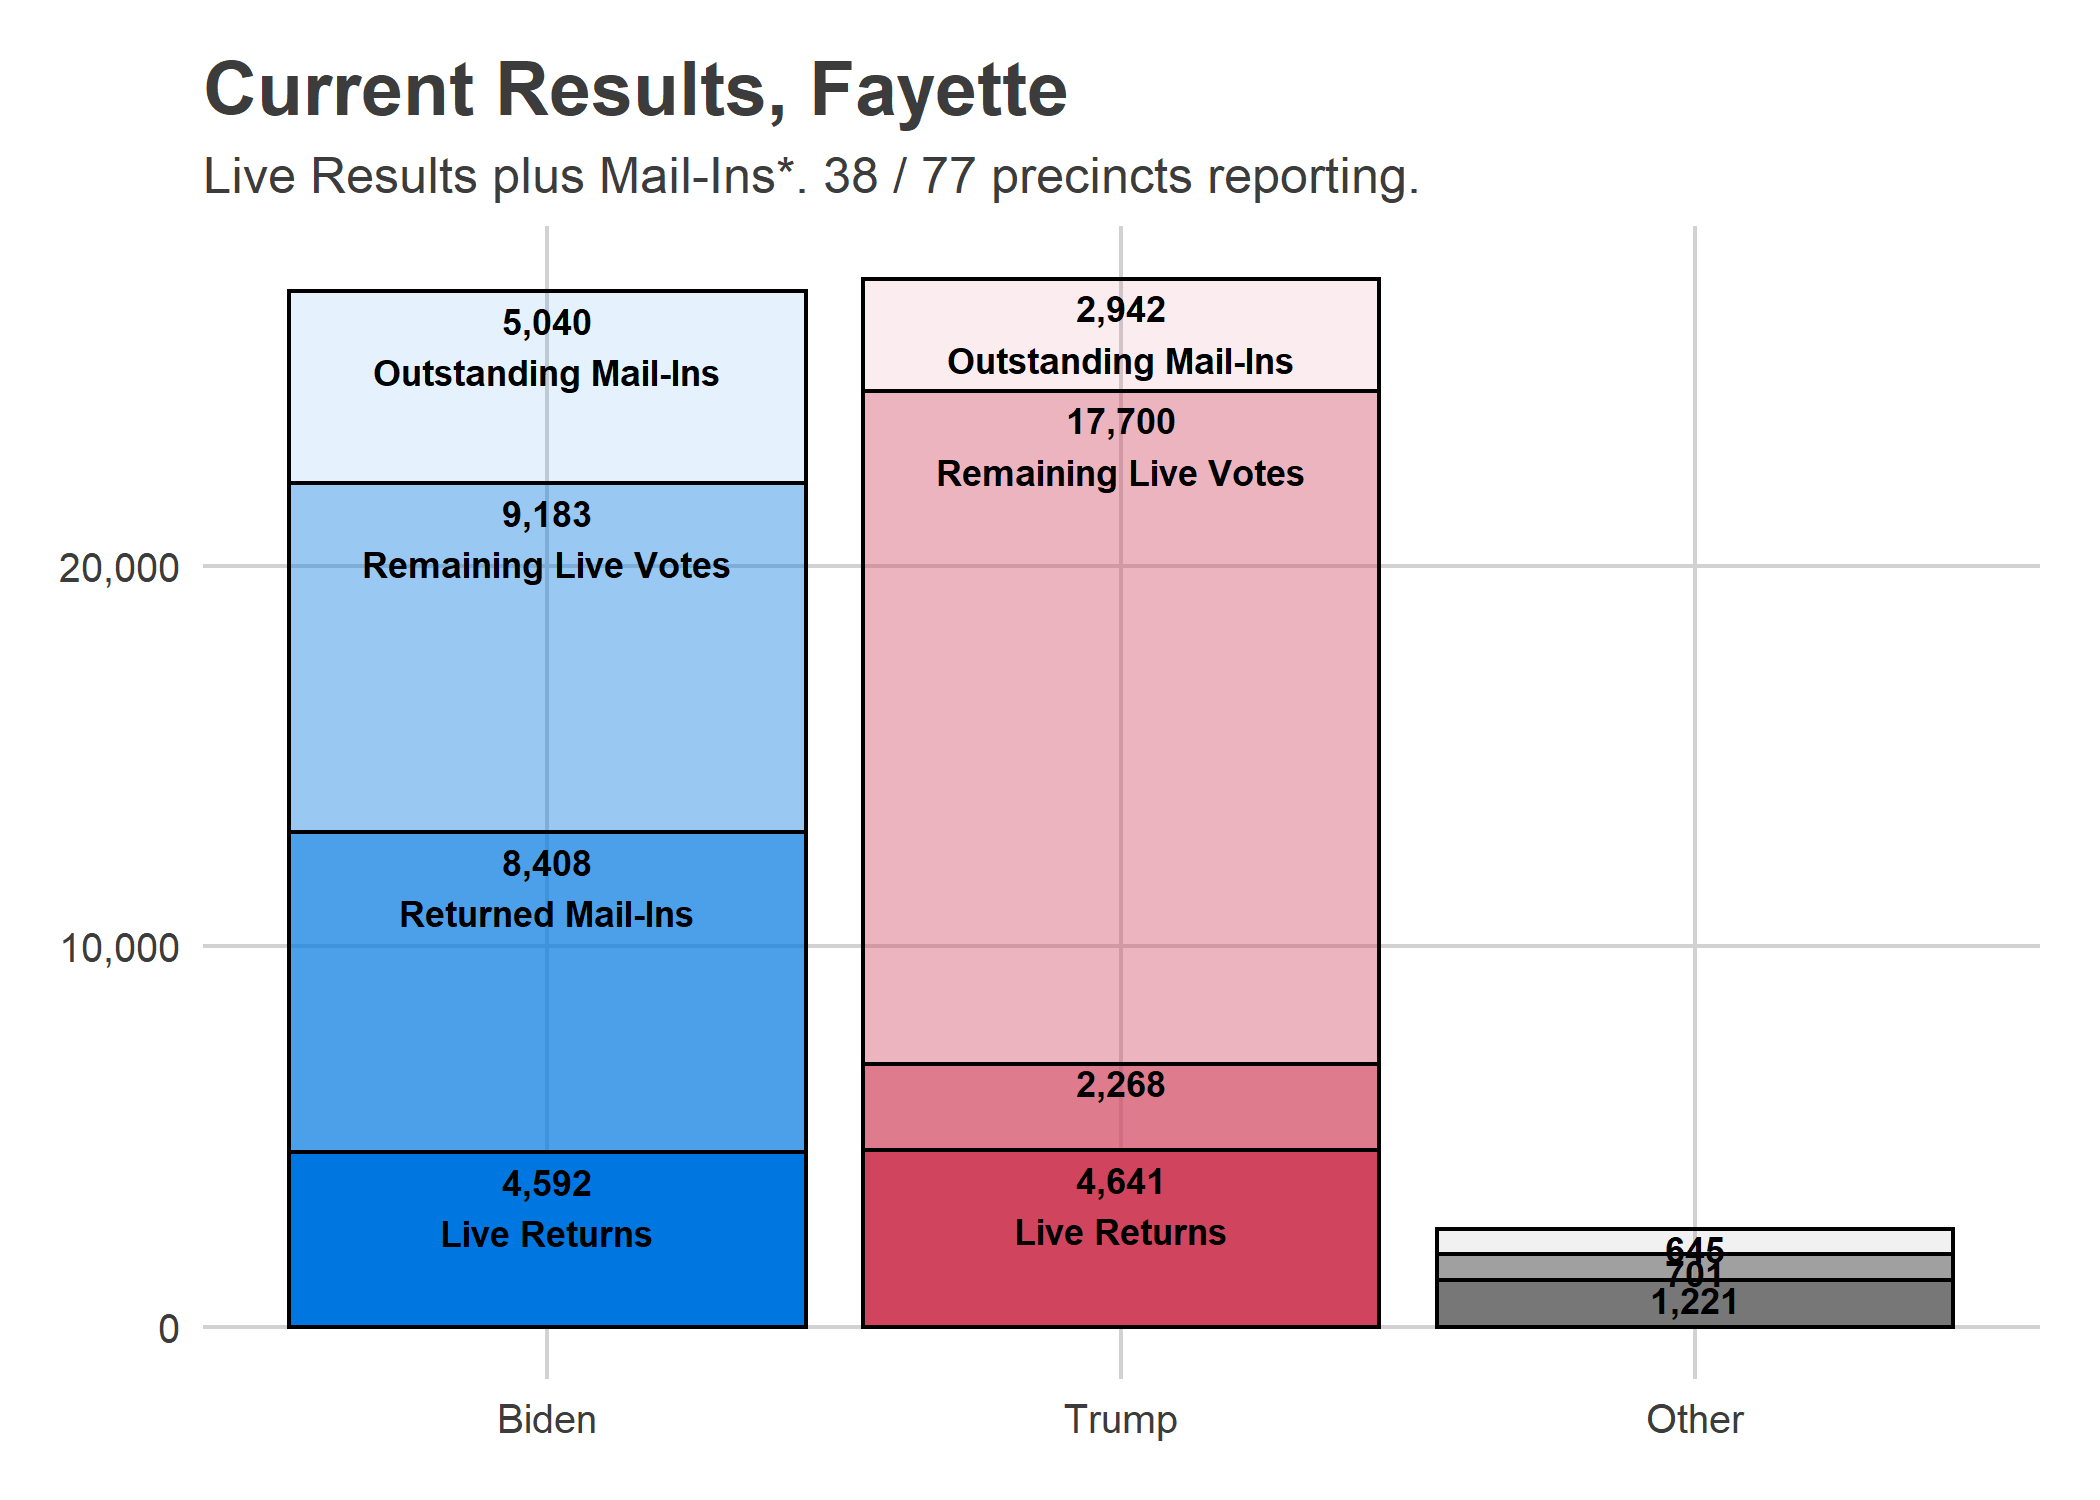 Current Results, Fayette
Live Results plus Mail-Ins*. 38 / 77 precincts reporting.
5,040
Outstanding Mail-Ins
9,183
Remaining Live Votes
8,408
Returned Mail-Ins
4,592
Live Returns
2,942
Outstanding Mail-Ins
17,700
Remaining Live Votes
2,268
4,641
Live Returns
645
701
1,221
20,000
10,000
0
Biden
Trump
Other